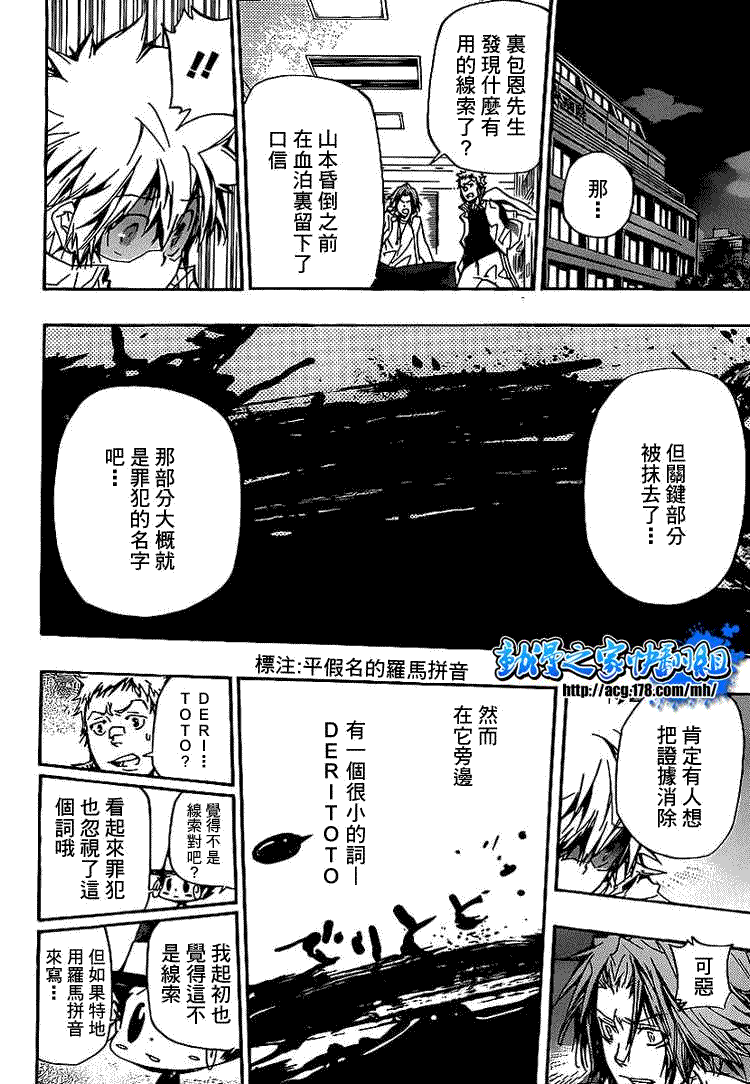 那…
裏包恩先生
發現什麼有
用的線索了?
山本昏倒之前
在血泊裏留下了
口信
!!
但關鍵部分
被抹去了…
那部分大概就
是罪犯的名字
吧…
標注:平假名的羅馬拼音
動漫之家快翻組
http://acg.178.com/mh/
肯定有人想
把證據消除
可惡
然而
在它旁邊
有一個很小的詞—
DERITOTO
でりとと
DERI…
TOTO?
覺得不是
線索對吧?
看起來罪犯
也忽視了這
個詞哦
我起初也
覺得這不
是線索
但如果特地
用羅馬拼音
來寫…